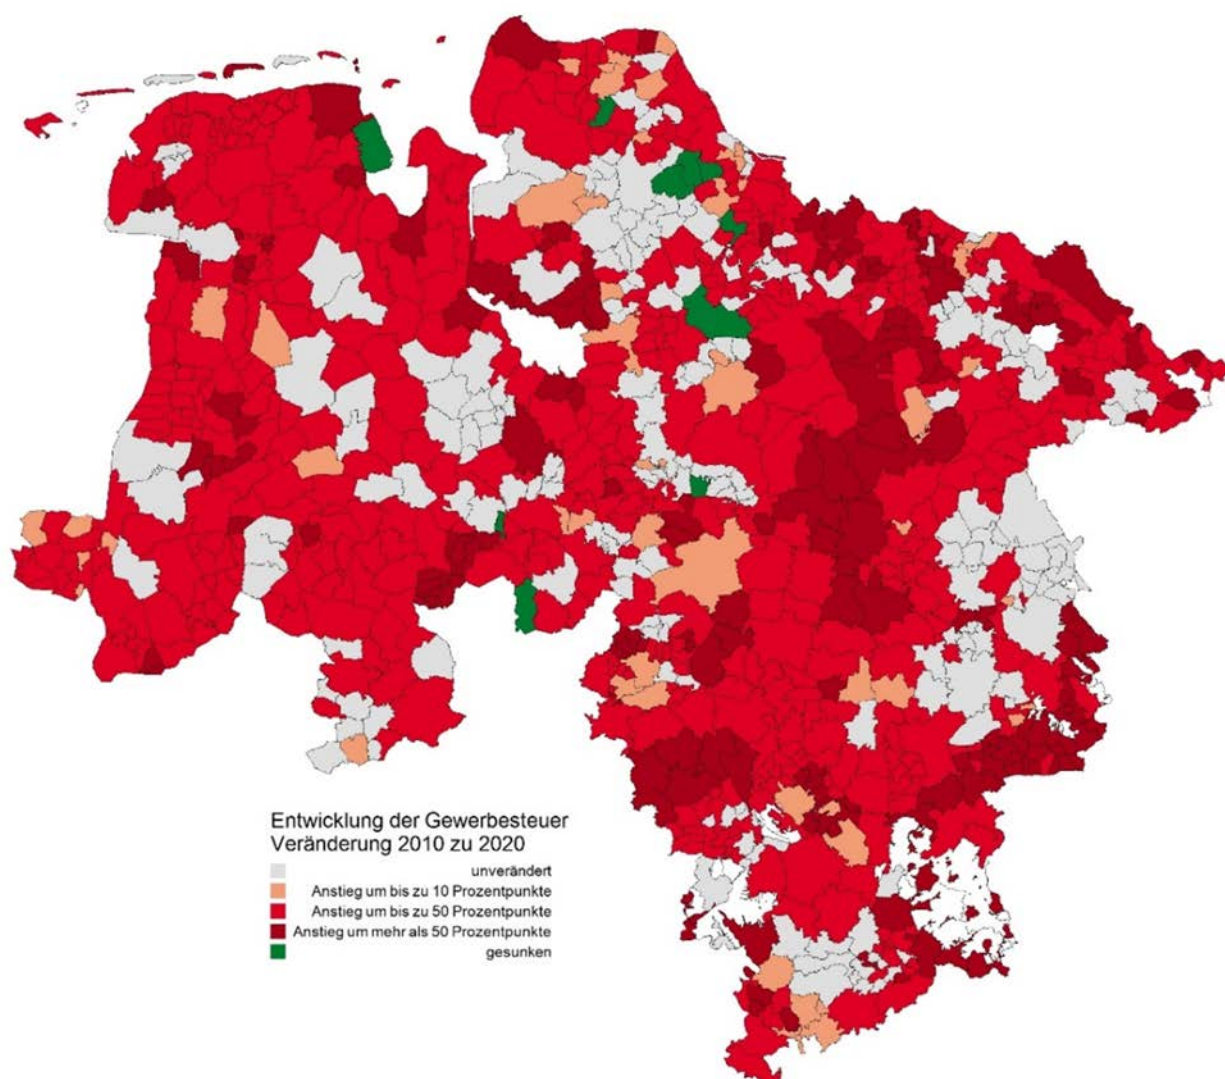 Entwicklung der Gewerbesteuer
Veränderung 2010 zu 2020
unverändert
Anstieg um bis zu 10 Prozentpunkte
Anstieg um bis zu 50 Prozentpunkte
Anstieg um mehr als 50 Prozentpunkte
gesunken